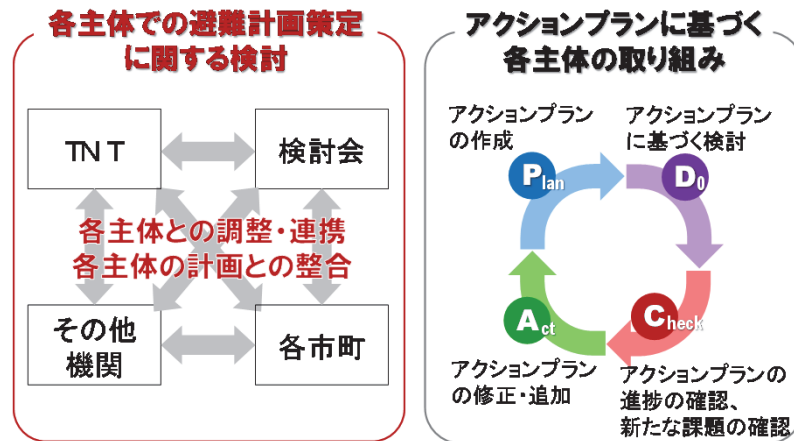 各主体での避難計画策定
に関する検討
TNT
検討会
各主体との調整・連携
各主体の計画との整合
その他
機関
各市町
アクションプランに基づく
各主体の取り組み
アクションプラン
の作成
アクションプラン
に基づく検討
Plan
Do
Act
Check
アクションプラン
の修正・追加
アクションプランの
進捗の確認、
新たな課題の確認